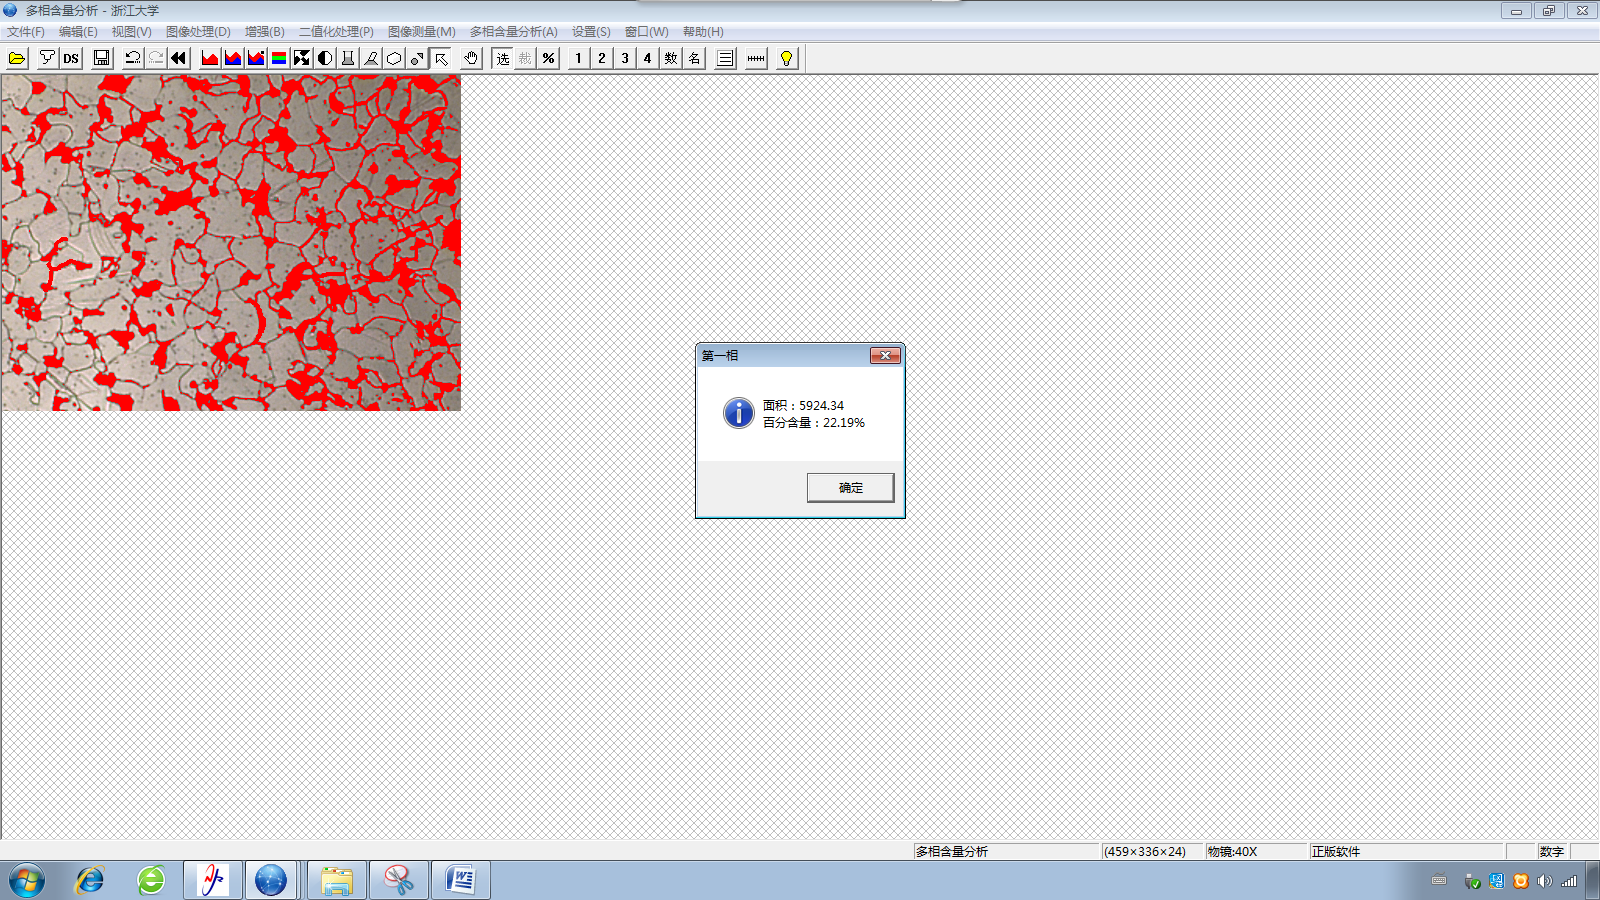 多相含量分析 - 浙江大学
文件(F) 编辑(E) 视图(V) 图像处理(D) 增强(B) 二值化处理(P) 图像测量(M) 多相含量分析(A) 设置(S) 窗口(W) 帮助(H)
DS 选 裁 % 1 2 3 4 数 名
第一相
面积：5924.34
百分含量：22.19%
确定
多相含量分析 (459×336×24) 物镜:40X 正版软件 数字